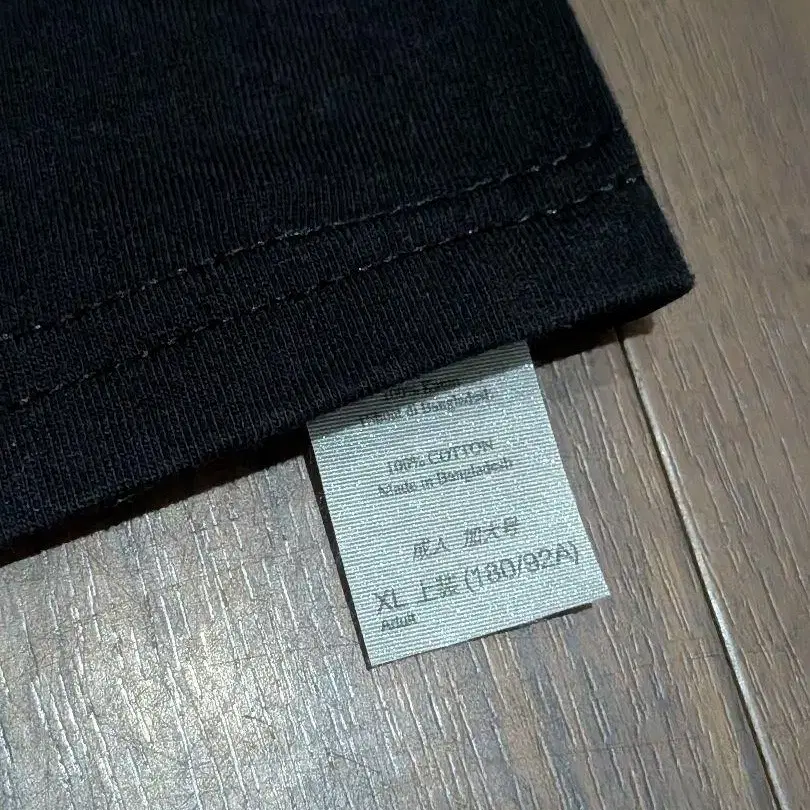 100% COTTON
Made in Bangladesh
成人 加大号
XL 上装 (180/92A)
Adult